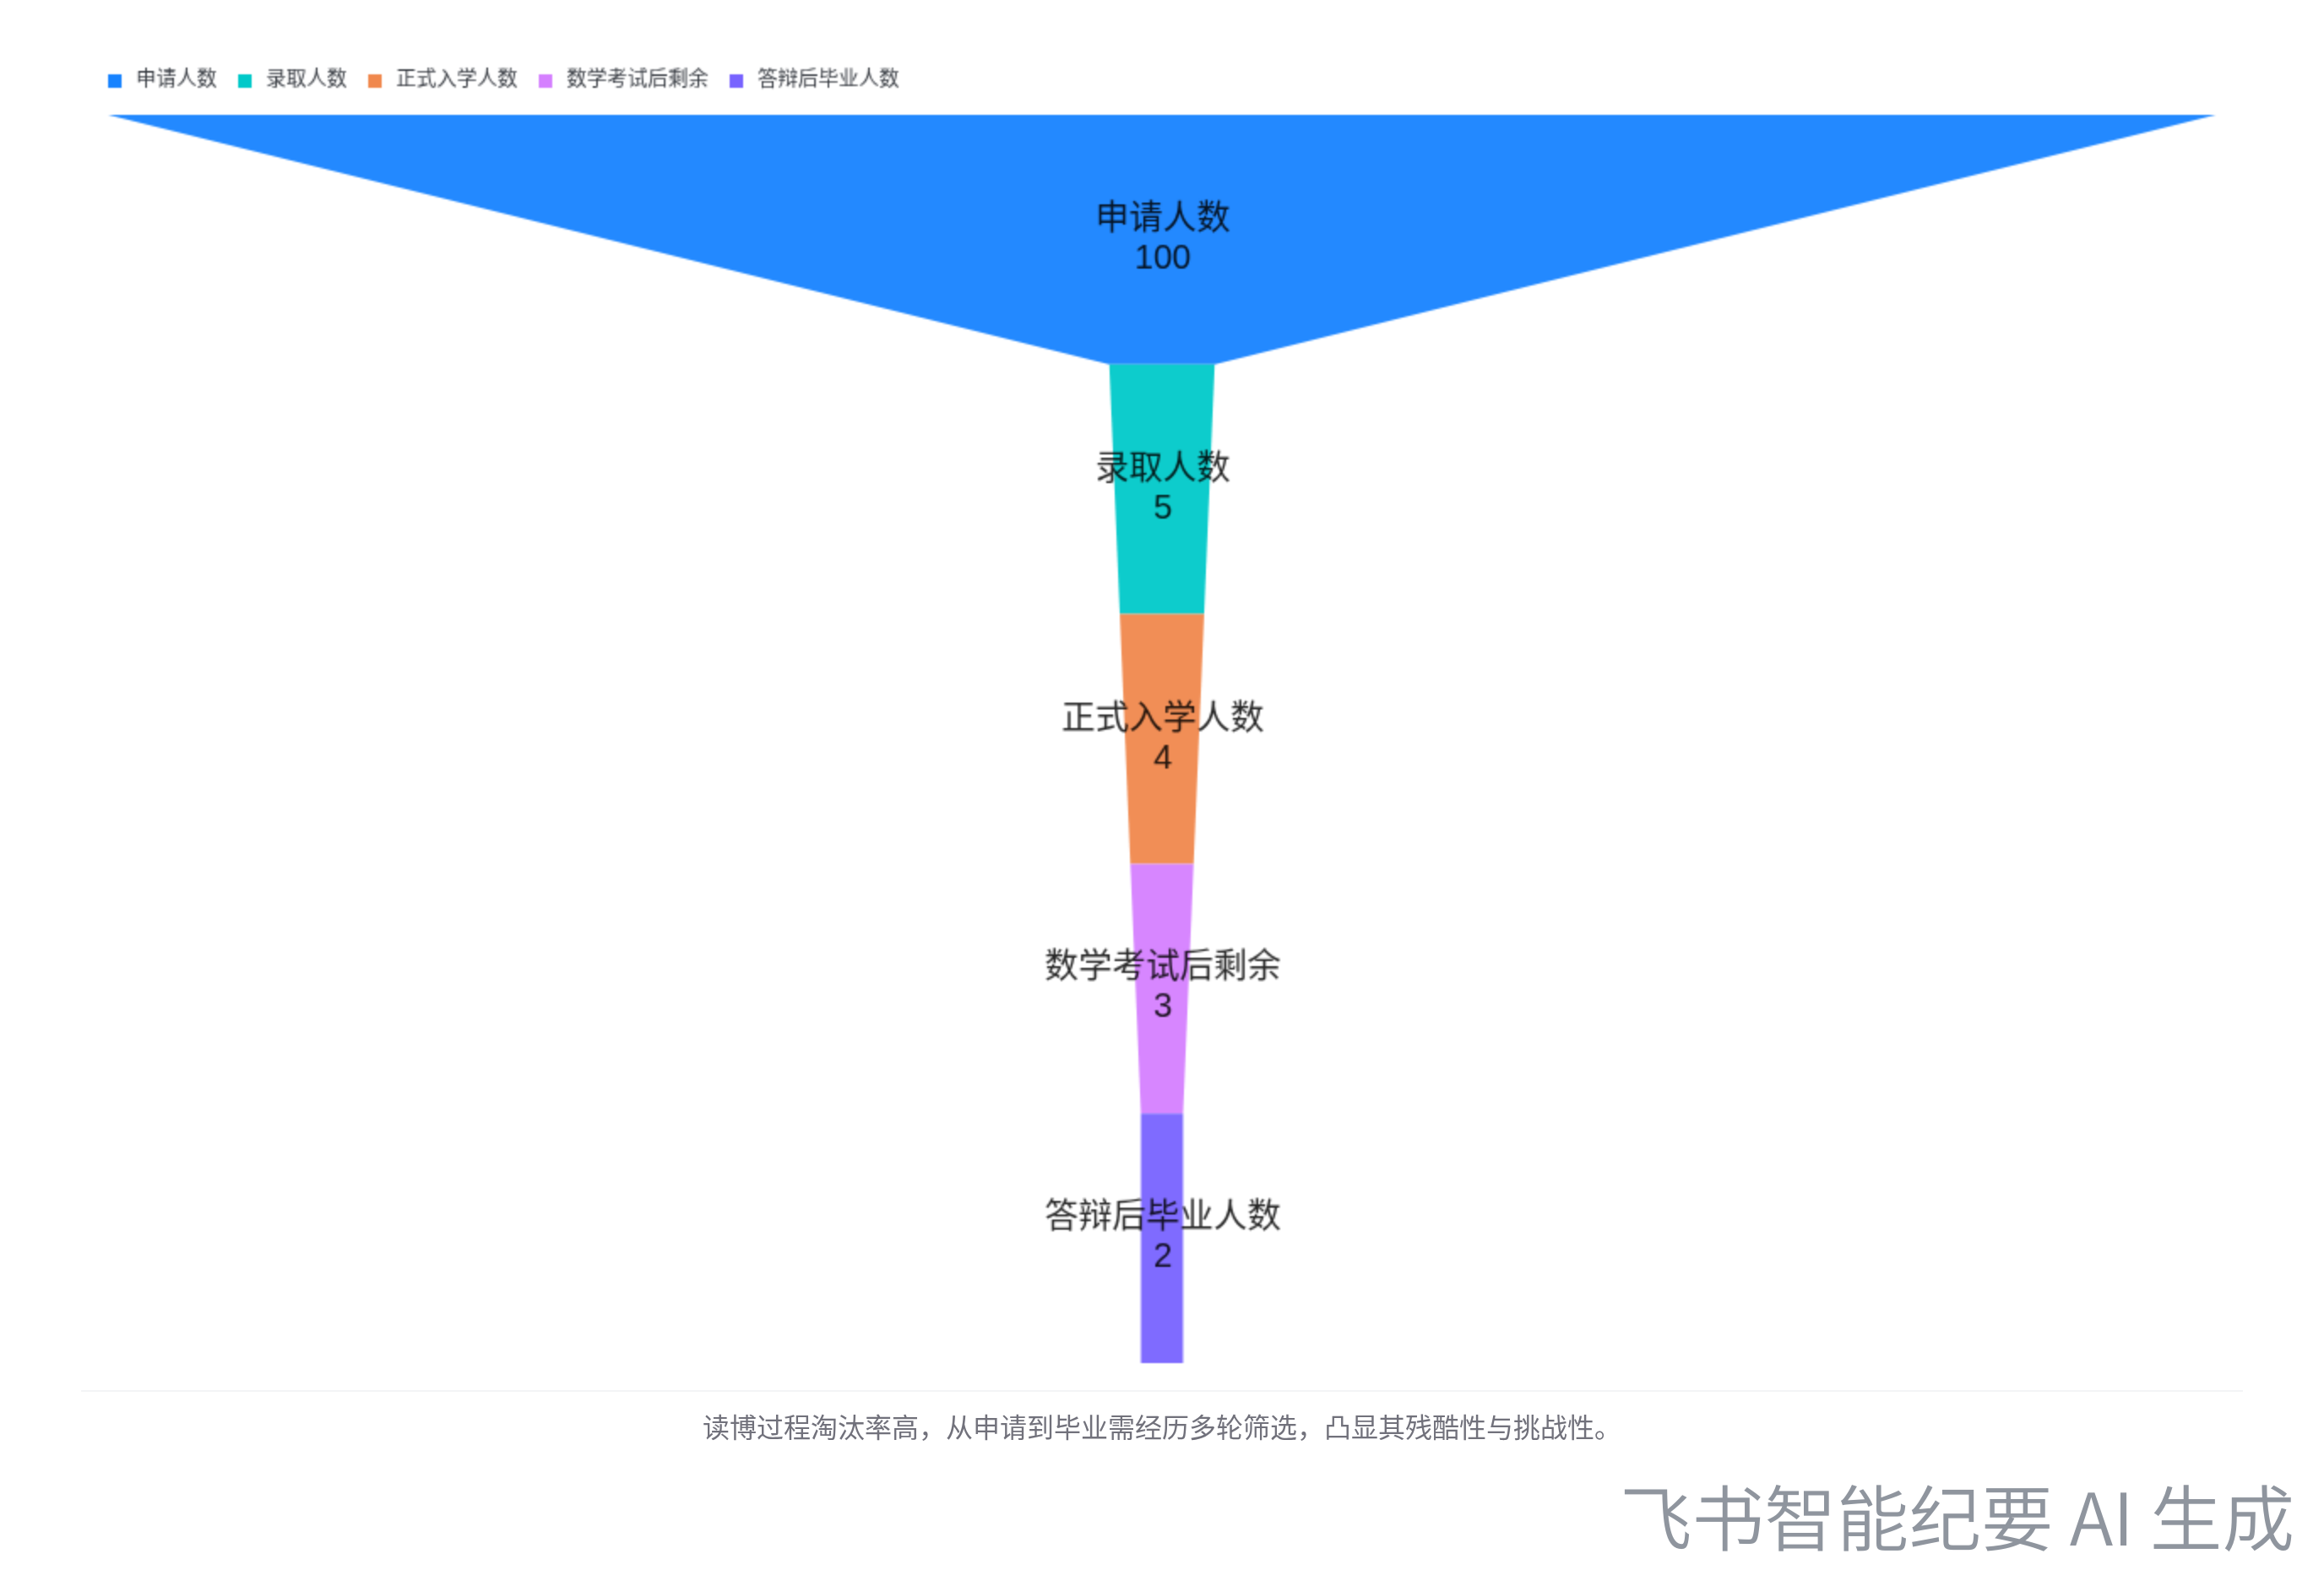 申请人数 录取人数 正式入学人数 数学考试后剩余 答辩后毕业人数
申请人数
100
录取人数
5
正式入学人数
4
数学考试后剩余
3
答辩后毕业人数
2
读博过程淘汰率高，从申请到毕业需经历多轮筛选，凸显其残酷性与挑战性。
飞书智能纪要 AI 生成